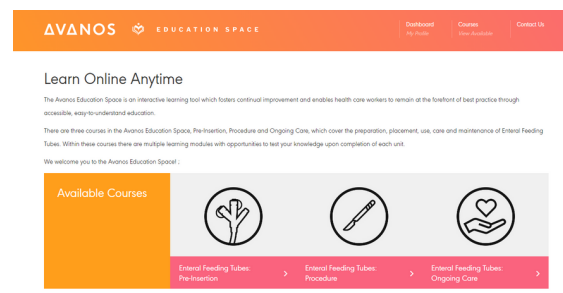 AVANOS EDUCATION SPACE
Dashboard
My Profile
Courses
View Available
Contact Us
Learn Online Anytime
The Avanos Education Space is an interactive learning tool which fosters continual improvement and enables health care workers to remain at the forefront of best practice through
accessible, easy-to-understand education.
There are three courses in the Avanos Education Space, Pre-Insertion, Procedure and Ongoing Care, which cover the preparation, placement, use, care and maintenance of Enteral Feeding
Tubes. Within these courses there are multiple learning modules with opportunities to test your knowledge upon completion of each unit.
We welcome you to the Avanos Education Space! ;
Available Courses
Enteral Feeding Tubes:
Pre-Insertion
Enteral Feeding Tubes:
Procedure
Enteral Feeding Tubes:
Ongoing Care